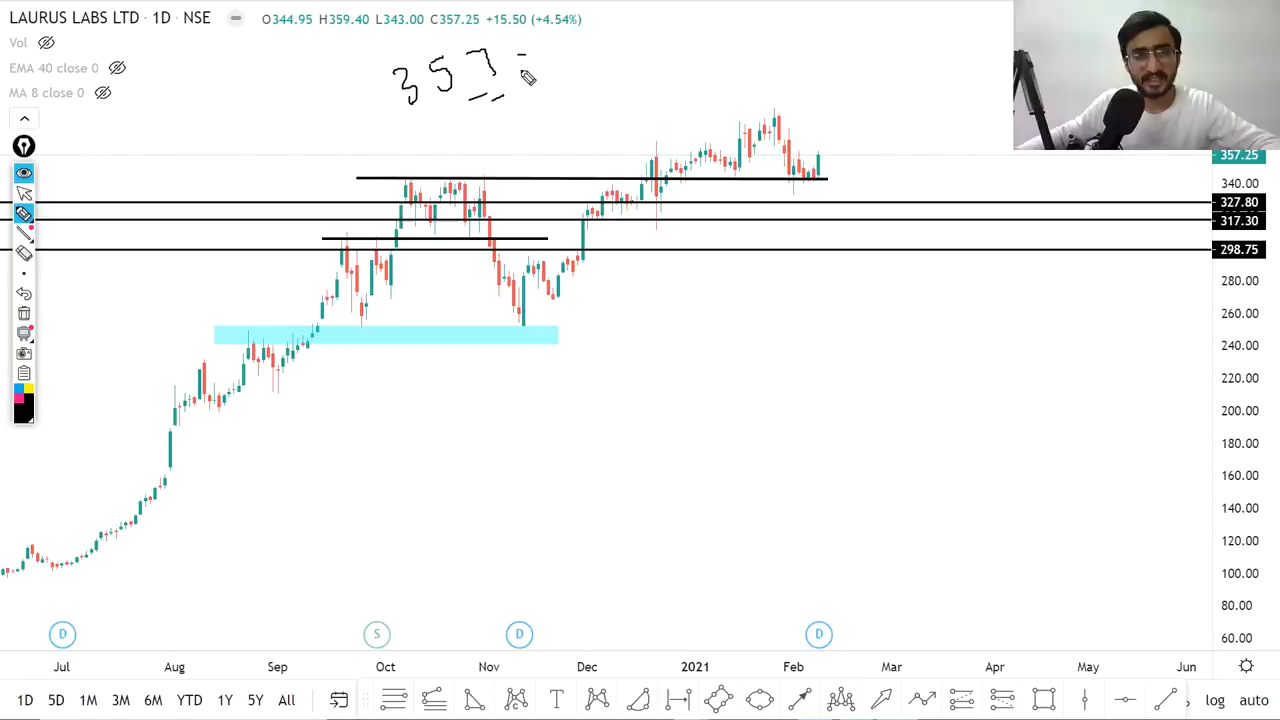 LAURUS LABS LTD · 1D · NSE O344.95 H359.40 L343.00 C357.25 +15.50 (+4.54%)
Vol
EMA 40 close 0
MA 8 close 0
357
357.25
340.00
327.80
317.30
298.75
280.00
260.00
240.00
220.00
200.00
180.00
160.00
140.00
120.00
100.00
80.00
60.00
D S D D
Jul Aug Sep Oct Nov Dec 2021 Feb Mar Apr May Jun
1D 5D 1M 3M 6M YTD 1Y 5Y All T log auto